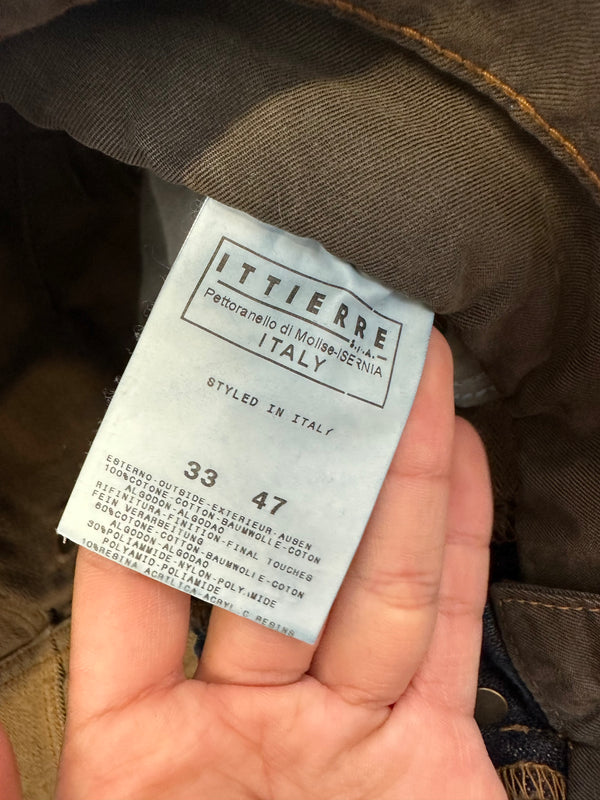 ITTIERRE
S.P.A.
Pettoranello di Molise-ISERNIA
ITALY
STYLED IN ITALY
33 47
ESTERNO-OUTSIDE-EXTERIEUR-AUSEN
100%COTONE-COTTON-BAUMWOLLE-COTON
ALGODON-ALGODAO
RIFINITURA-FINITION-FINAL TOUCHES
FEIN VERARBEITUNG
60%COTONE-COTTON-BAUMWOLLE-COTON
ALGODON ALGODAO
30%POLIAMMIDE-NYLON-POLYAMIDE
POLYAMID-POLIAMIDE
10%RESINA ACRILICA-ACRYLIC RESINS